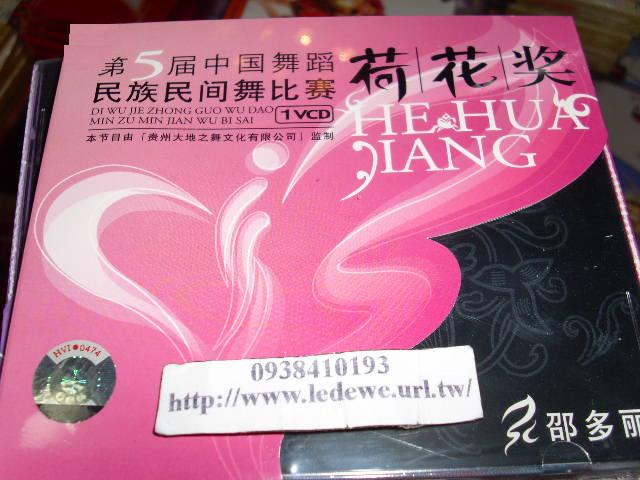 第5届中国舞蹈
民族民间舞比赛
DI WU JIE ZHONG GUO WU DAO
MIN ZU MIN JIAN WU BI SAI
1VCD
本节目由「贵州大地之舞文化有限公司」监制
荷花奖
HE HUA
JIANG
HVI●0474
0938410193
http://www.ledewe.url.tw/
邵多丽